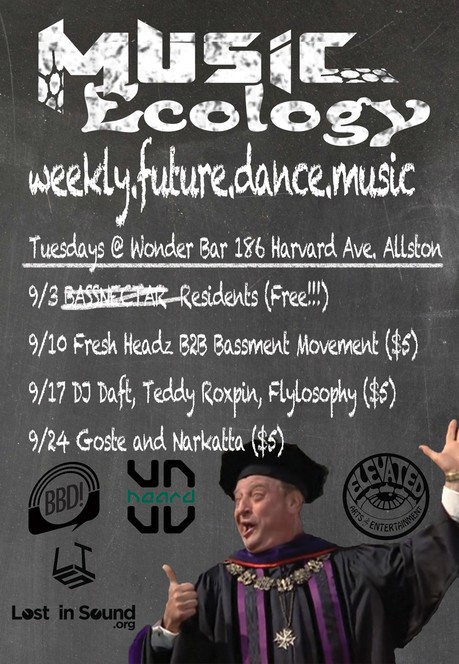 MUSIC
Ecology
weekly.future.dance.music
Tuesdays @ Wonder Bar 186 Harvard Ave. Allston
9/3 BASSNECTAR Residents (Free!!!)
9/10 Fresh Headz B2B Bassment Movement ($5)
9/17 DJ Daft, Teddy Roxpin, Flylosophy ($5)
9/24 Goste and Narkatta ($5)
BBD!
UN
heard
ELEVATED
ARTS & ENTERTAINMENT
Lost in Sound
.org